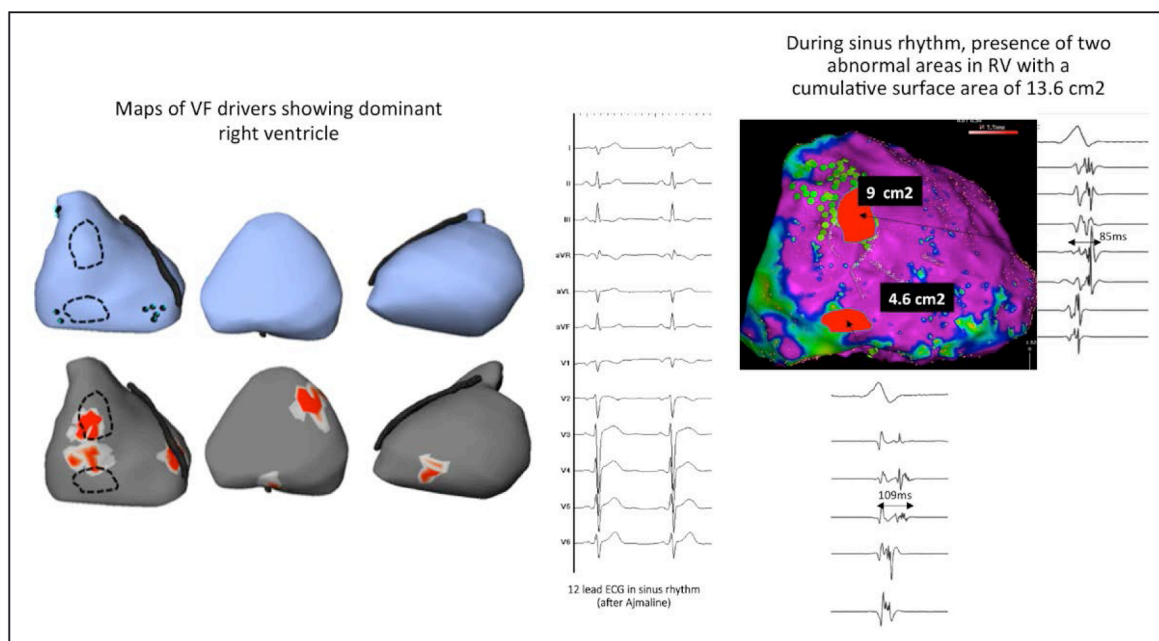 Maps of VF drivers showing dominant
right ventricle
I
II
III
aVR
aVL
aVF
V1
V2
V3
V4
V5
V6
12 lead ECG in sinus rhythm
(after Ajmaline)
During sinus rhythm, presence of two
abnormal areas in RV with a
cumulative surface area of 13.6 cm2
9 cm2
4.6 cm2
85ms
109ms